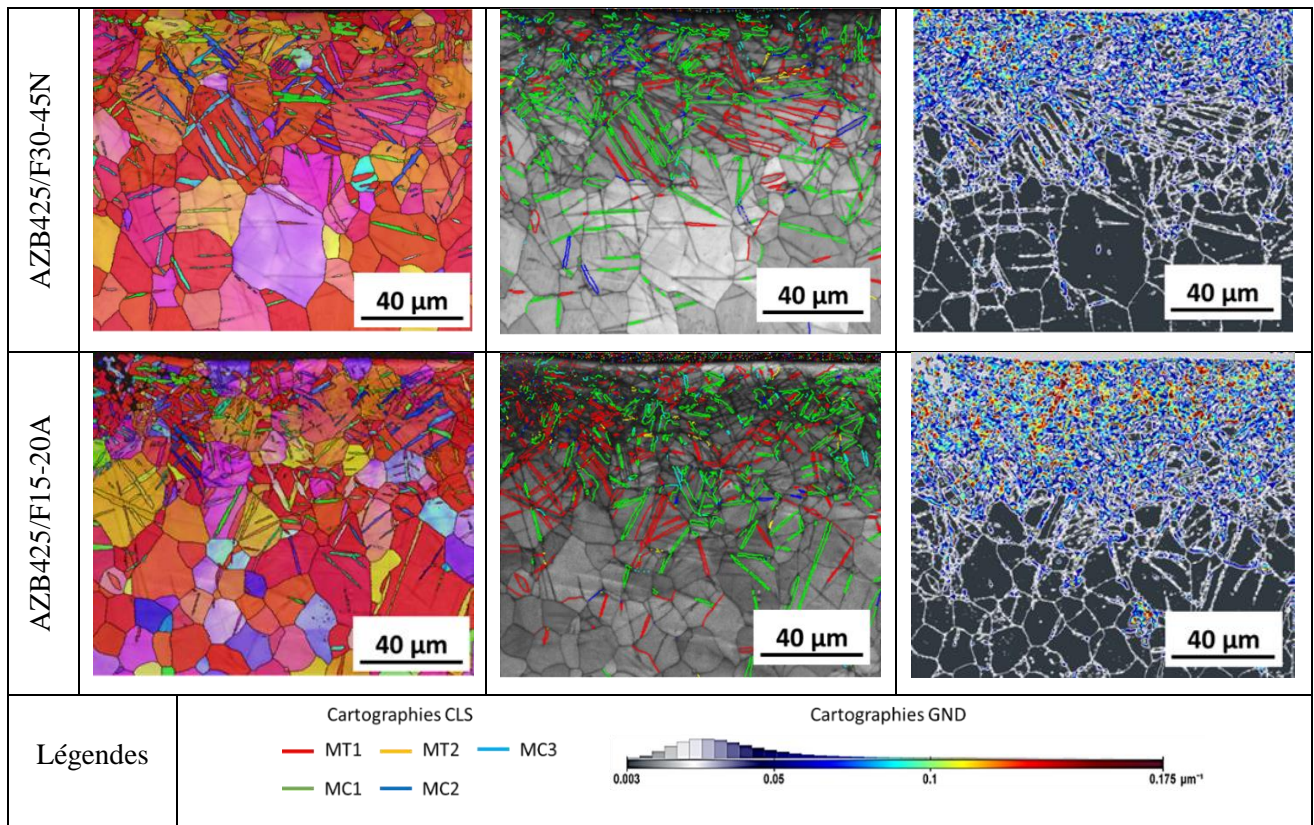 AZB425/F30-45N
40 µm
40 µm
40 µm
AZB425/F15-20A
40 µm
40 µm
40 µm
Légendes
Cartographies CLS
MT1 MT2 MC3
MC1 MC2
Cartographies GND
0.003 0.05 0.1 0.175 µm⁻¹